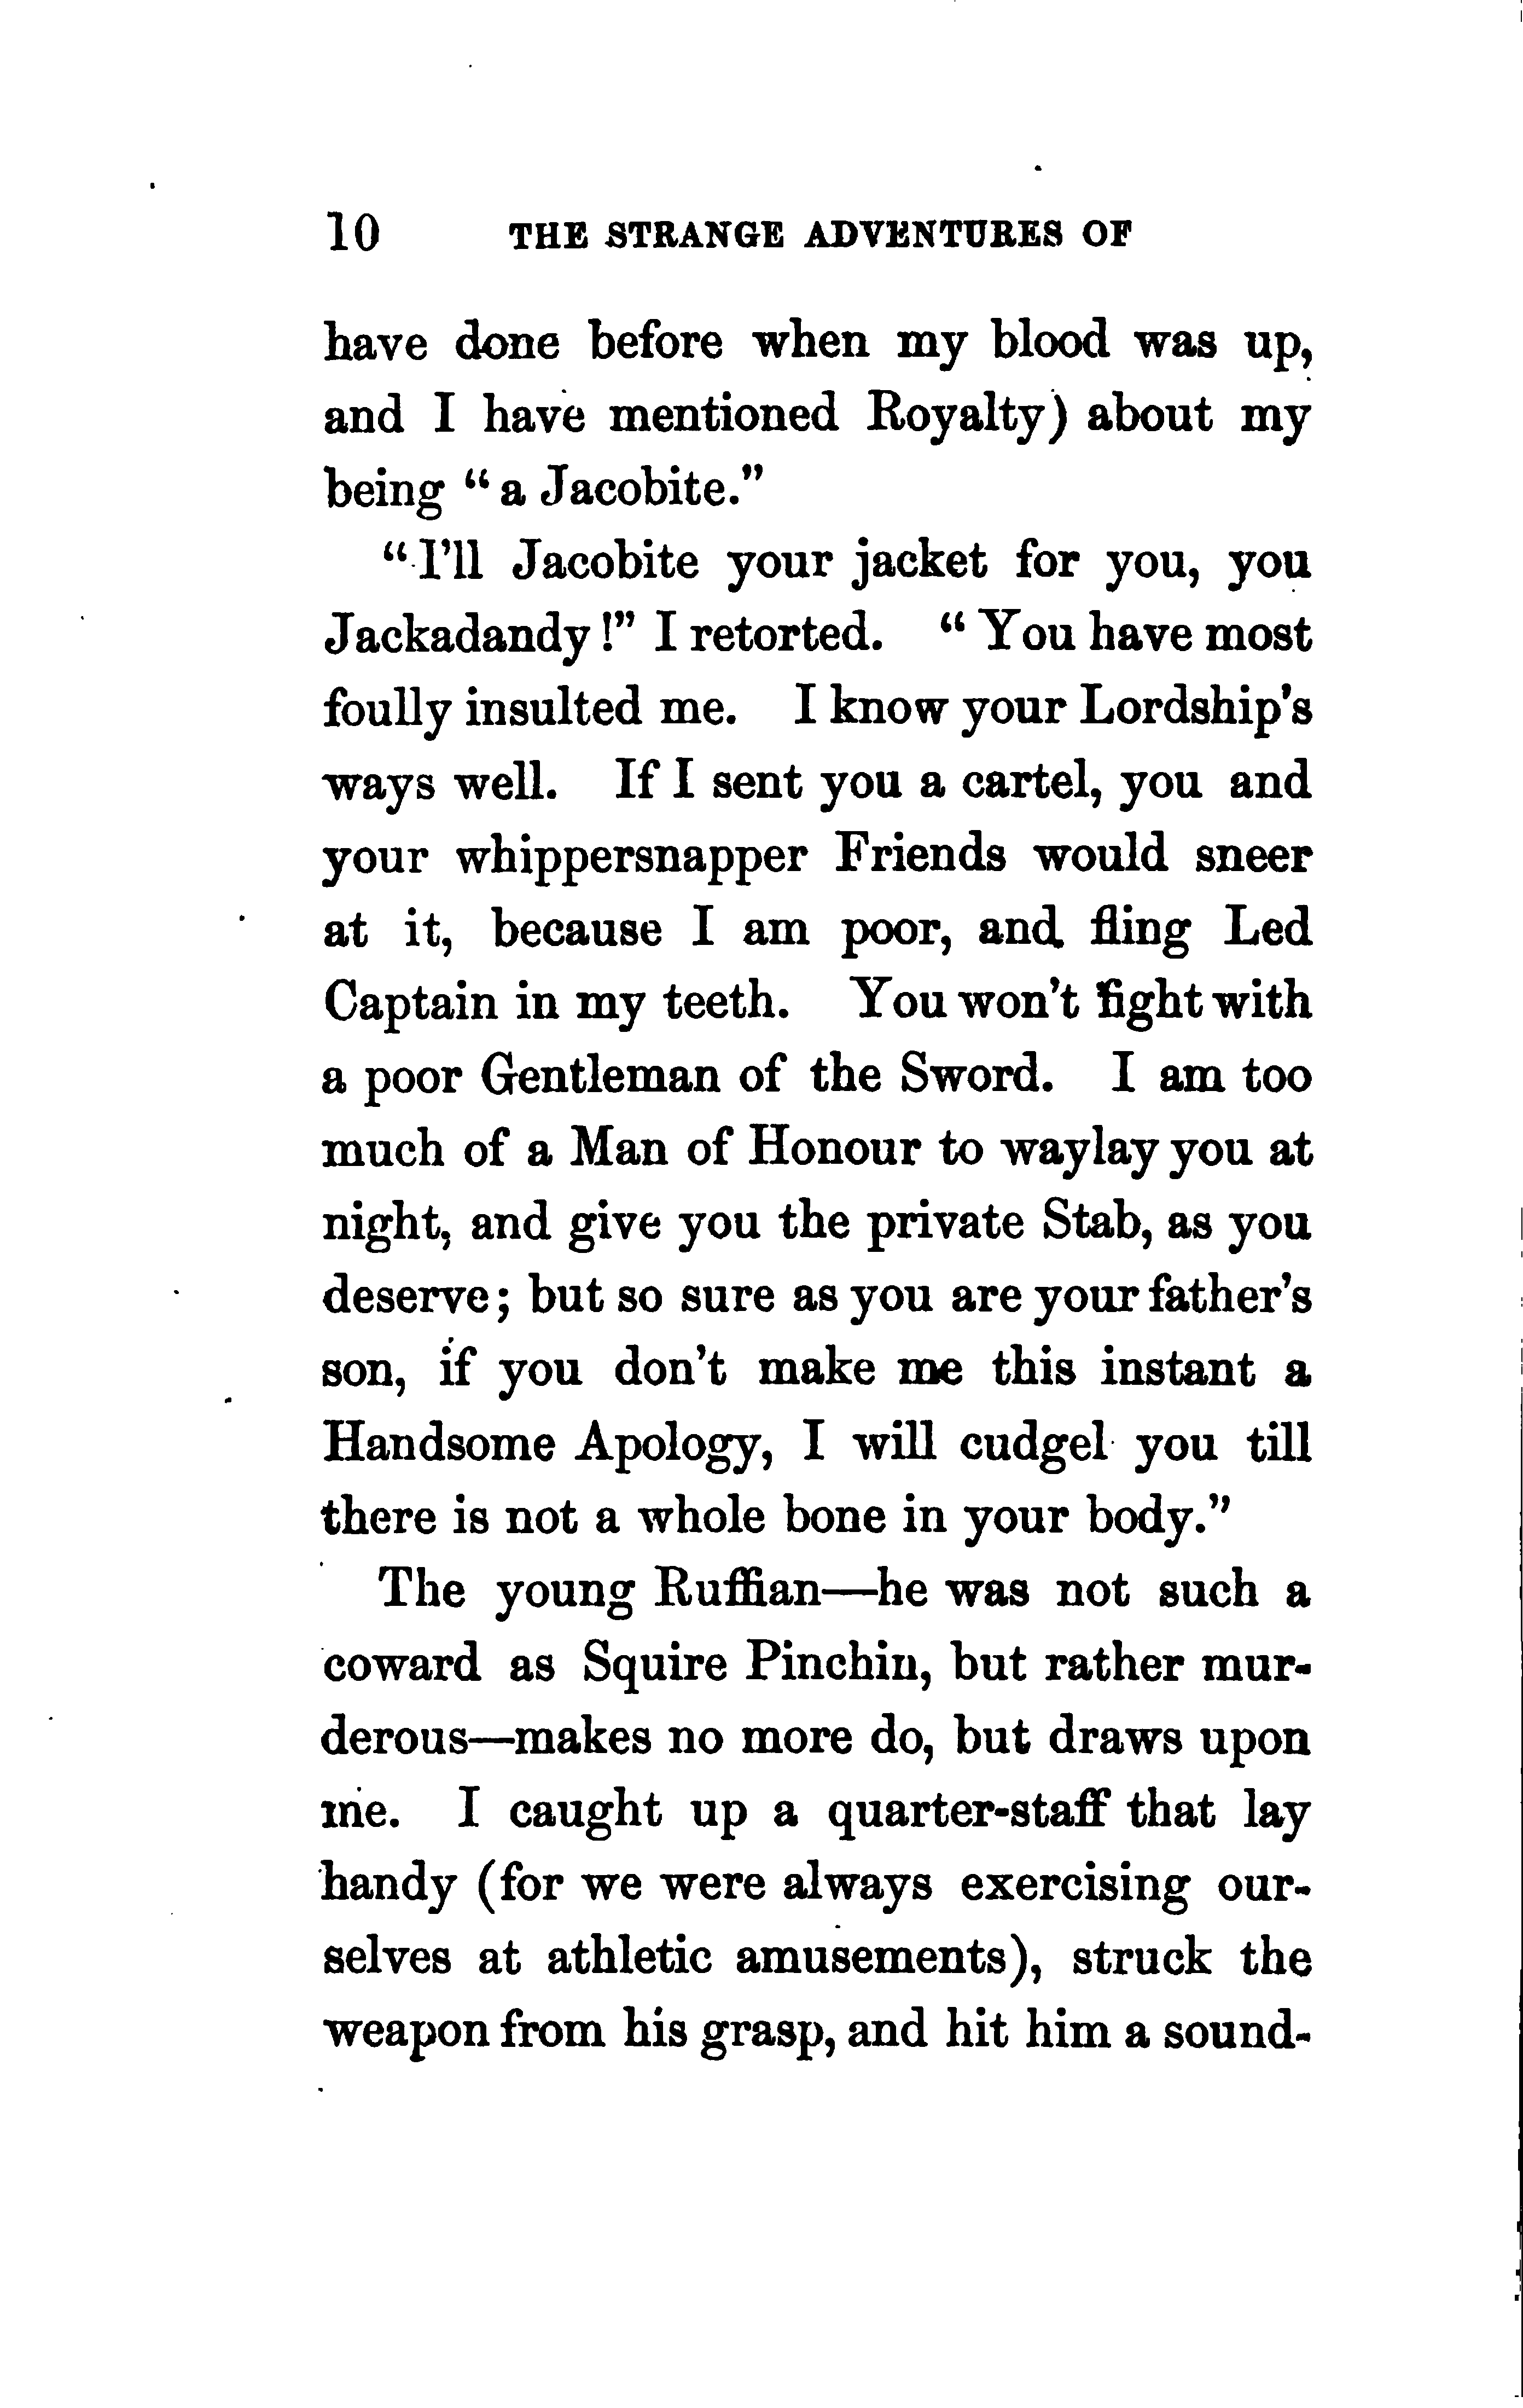 10 THE STRANGE ADVENTURES OF
have done before when my blood was up,
and I have mentioned Royalty) about my
being "a Jacobite."
"I'll Jacobite your jacket for you, you
Jackadandy!" I retorted. "You have most
foully insulted me. I know your Lordship's
ways well. If I sent you a cartel, you and
your whippersnapper Friends would sneer
at it, because I am poor, and fling Led
Captain in my teeth. You won't fight with
a poor Gentleman of the Sword. I am too
much of a Man of Honour to waylay you at
night, and give you the private Stab, as you
deserve; but so sure as you are your father's
son, if you don't make me this instant a
Handsome Apology, I will cudgel you till
there is not a whole bone in your body."
The young Ruffian—he was not such a
coward as Squire Pinchin, but rather mur-
derous—makes no more do, but draws upon
me. I caught up a quarter-staff that lay
handy (for we were always exercising our-
selves at athletic amusements), struck the
weapon from his grasp, and hit him a sound-